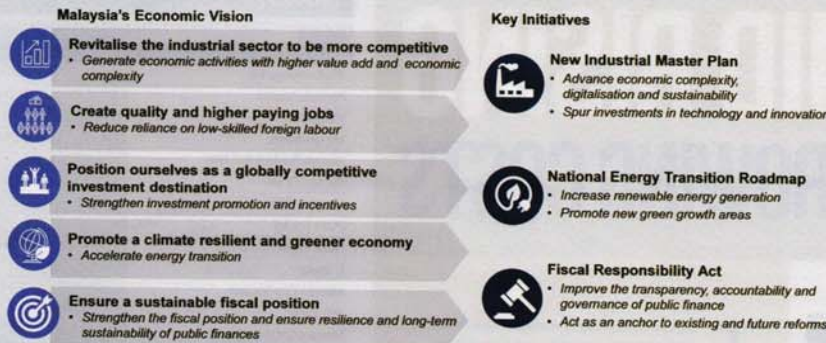 Malaysia's Economic Vision
Revitalise the industrial sector to be more competitive
• Generate economic activities with higher value add and economic
complexity
Create quality and higher paying jobs
• Reduce reliance on low-skilled foreign labour
Position ourselves as a globally competitive
investment destination
• Strengthen investment promotion and incentives
Promote a climate resilient and greener economy
• Accelerate energy transition
Ensure a sustainable fiscal position
• Strengthen the fiscal position and ensure resilience and long-term
sustainability of public finances
Key Initiatives
New Industrial Master Plan
• Advance economic complexity,
digitalisation and sustainability
• Spur investments in technology and innovation
National Energy Transition Roadmap
• Increase renewable energy generation
• Promote new green growth areas
Fiscal Responsibility Act
• Improve the transparency, accountability and
governance of public finance
• Act as an anchor to existing and future reforms